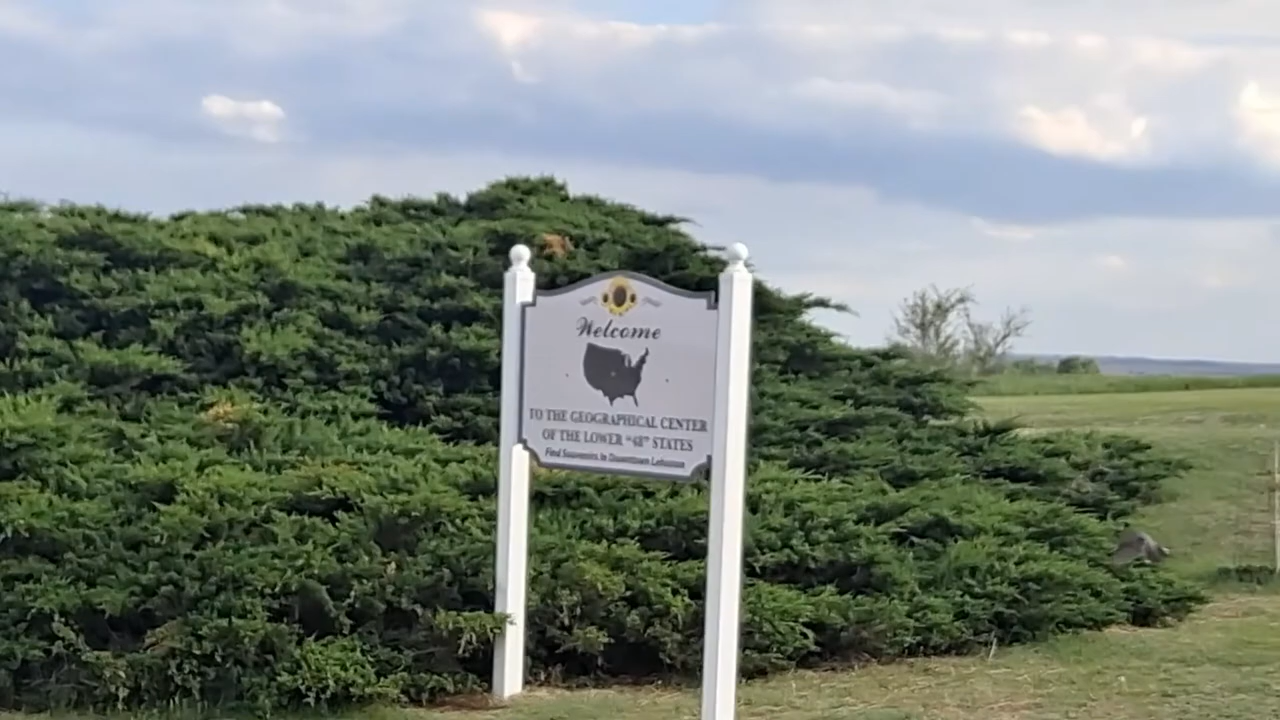 Welcome
TO THE GEOGRAPHICAL CENTER
OF THE LOWER "48" STATES
Find Souvenirs In Downtown Lebanon